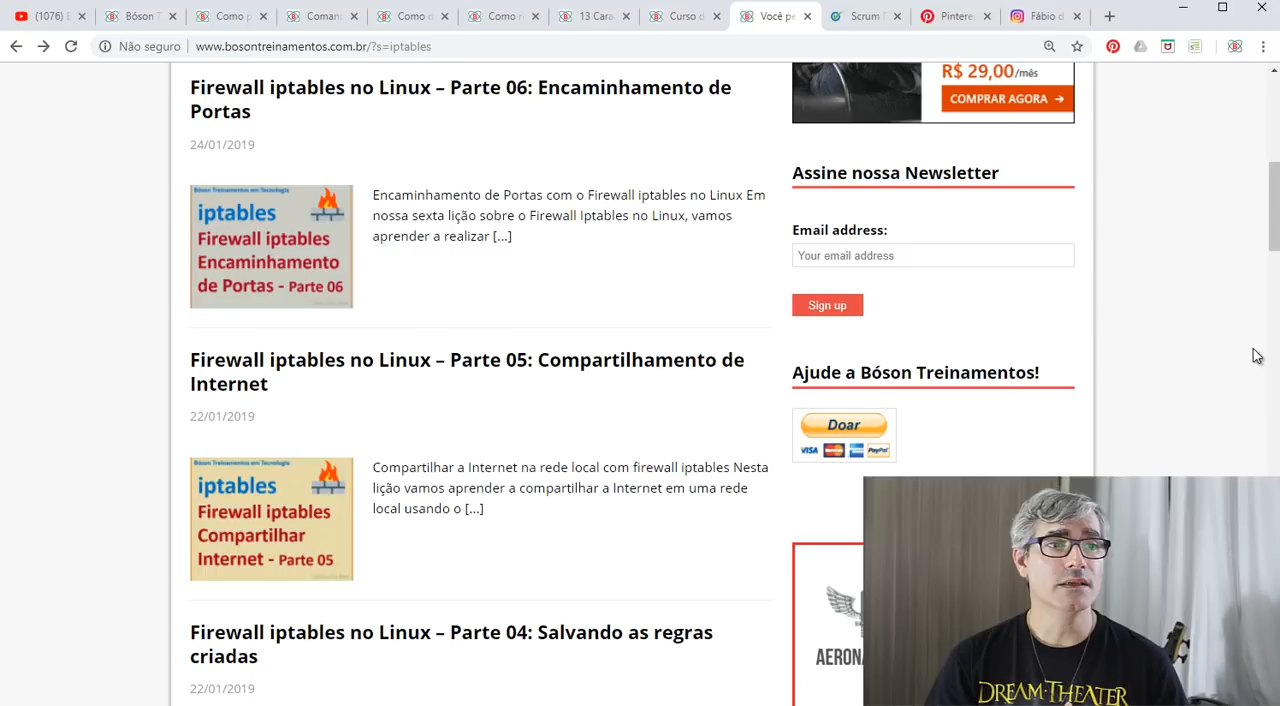 (1076)
Bóson T
Como p
Coman
Como d
Como re
13 Cara
Curso d
Você pe
Scrum F
Pintere
Fábio d
Não seguro
www.bosontreinamentos.com.br/?s=iptables
Firewall iptables no Linux – Parte 06: Encaminhamento de
Portas
24/01/2019
Bóson Treinamentos em Tecnologia
iptables
Firewall iptables
Encaminhamento
de Portas - Parte 06
Encaminhamento de Portas com o Firewall iptables no Linux Em
nossa sexta lição sobre o Firewall Iptables no Linux, vamos
aprender a realizar [...]
Firewall iptables no Linux – Parte 05: Compartilhamento de
Internet
22/01/2019
Bóson Treinamentos em Tecnologia
iptables
Firewall iptables
Compartilhar
Internet - Parte 05
Compartilhar a Internet na rede local com firewall iptables Nesta
lição vamos aprender a compartilhar a Internet em uma rede
local usando o [...]
Firewall iptables no Linux – Parte 04: Salvando as regras
criadas
22/01/2019
R$ 29,00/mês
COMPRAR AGORA
Assine nossa Newsletter
Email address:
Your email address
Sign up
Ajude a Bóson Treinamentos!
Doar
VISA
PayPal
AERONA
DREAM THEATER